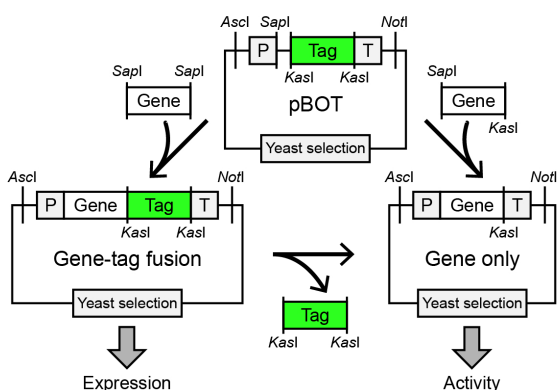 AscI SapI NotI
P Tag T
KasI KasI
pBOT
Yeast selection
SapI SapI
Gene
SapI
Gene
KasI
AscI NotI
P Gene Tag T
KasI KasI
Gene-tag fusion
Yeast selection
Expression
Tag
KasI KasI
AscI NotI
P Gene T
KasI
Gene only
Yeast selection
Activity